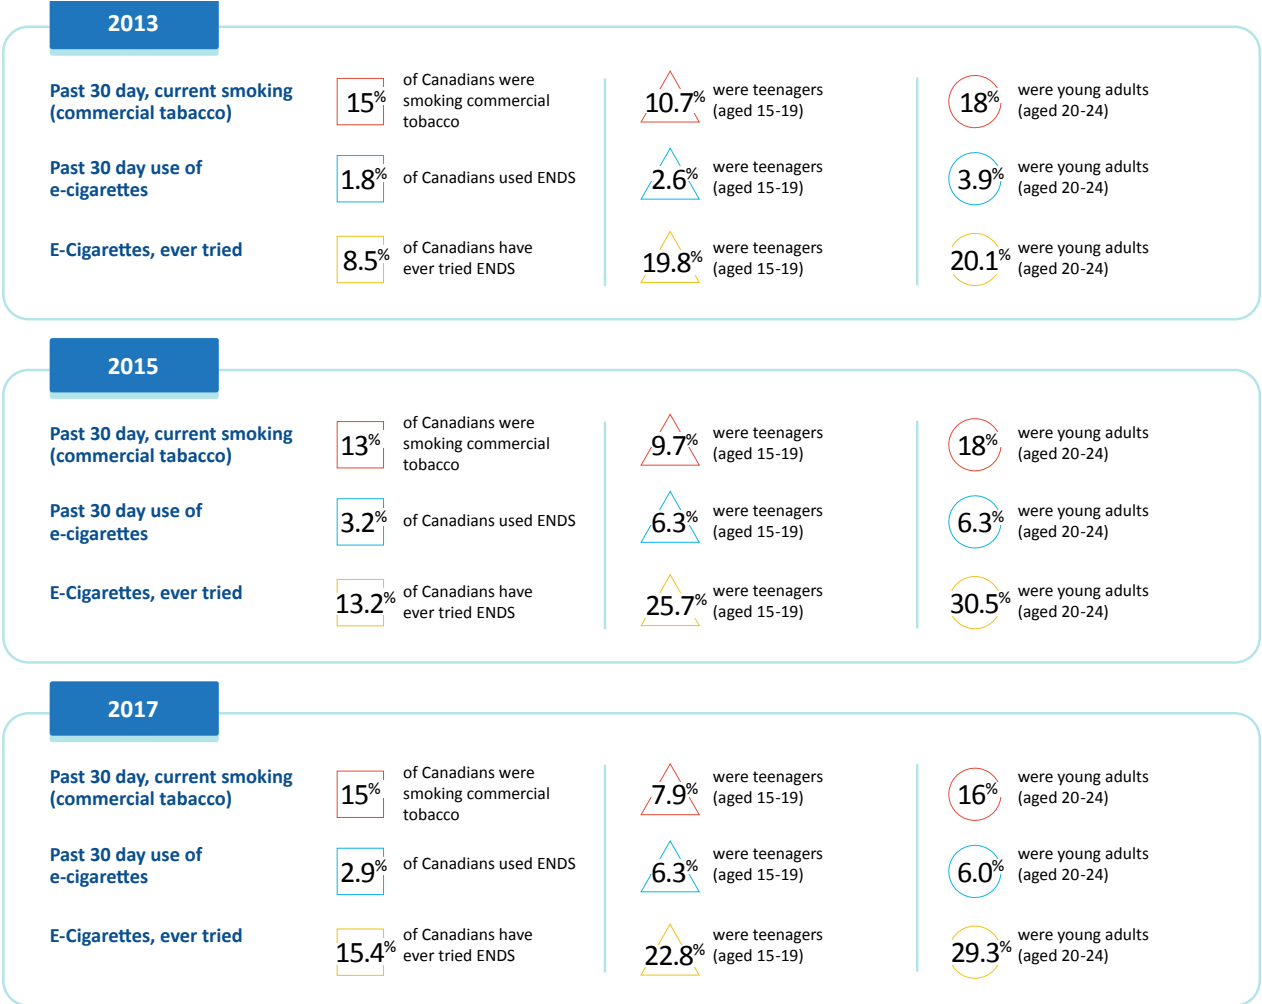 2013
Past 30 day, current smoking
(commercial tabacco)
15%
of Canadians were
smoking commercial
tobacco
10.7%
were teenagers
(aged 15-19)
18%
were young adults
(aged 20-24)
Past 30 day use of
e-cigarettes
1.8%
of Canadians used ENDS
2.6%
were teenagers
(aged 15-19)
3.9%
were young adults
(aged 20-24)
E-Cigarettes, ever tried
8.5%
of Canadians have
ever tried ENDS
19.8%
were teenagers
(aged 15-19)
20.1%
were young adults
(aged 20-24)
2015
Past 30 day, current smoking
(commercial tabacco)
13%
of Canadians were
smoking commercial
tobacco
9.7%
were teenagers
(aged 15-19)
18%
were young adults
(aged 20-24)
Past 30 day use of
e-cigarettes
3.2%
of Canadians used ENDS
6.3%
were teenagers
(aged 15-19)
6.3%
were young adults
(aged 20-24)
E-Cigarettes, ever tried
13.2%
of Canadians have
ever tried ENDS
25.7%
were teenagers
(aged 15-19)
30.5%
were young adults
(aged 20-24)
2017
Past 30 day, current smoking
(commercial tabacco)
15%
of Canadians were
smoking commercial
tobacco
7.9%
were teenagers
(aged 15-19)
16%
were young adults
(aged 20-24)
Past 30 day use of
e-cigarettes
2.9%
of Canadians used ENDS
6.3%
were teenagers
(aged 15-19)
6.0%
were young adults
(aged 20-24)
E-Cigarettes, ever tried
15.4%
of Canadians have
ever tried ENDS
22.8%
were teenagers
(aged 15-19)
29.3%
were young adults
(aged 20-24)